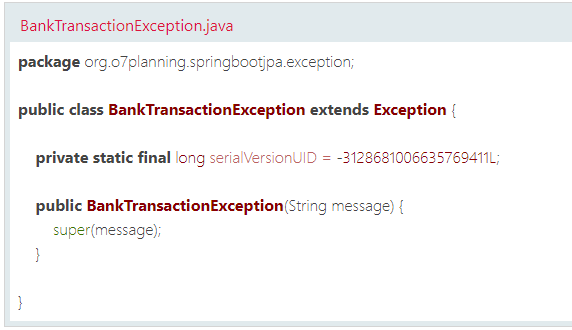 BankTransactionException.java
package org.o7planning.springbootjpa.exception;
public class BankTransactionException extends Exception {
private static final long serialVersionUID = -3128681006635769411L;
public BankTransactionException(String message) {
super(message);
}
}